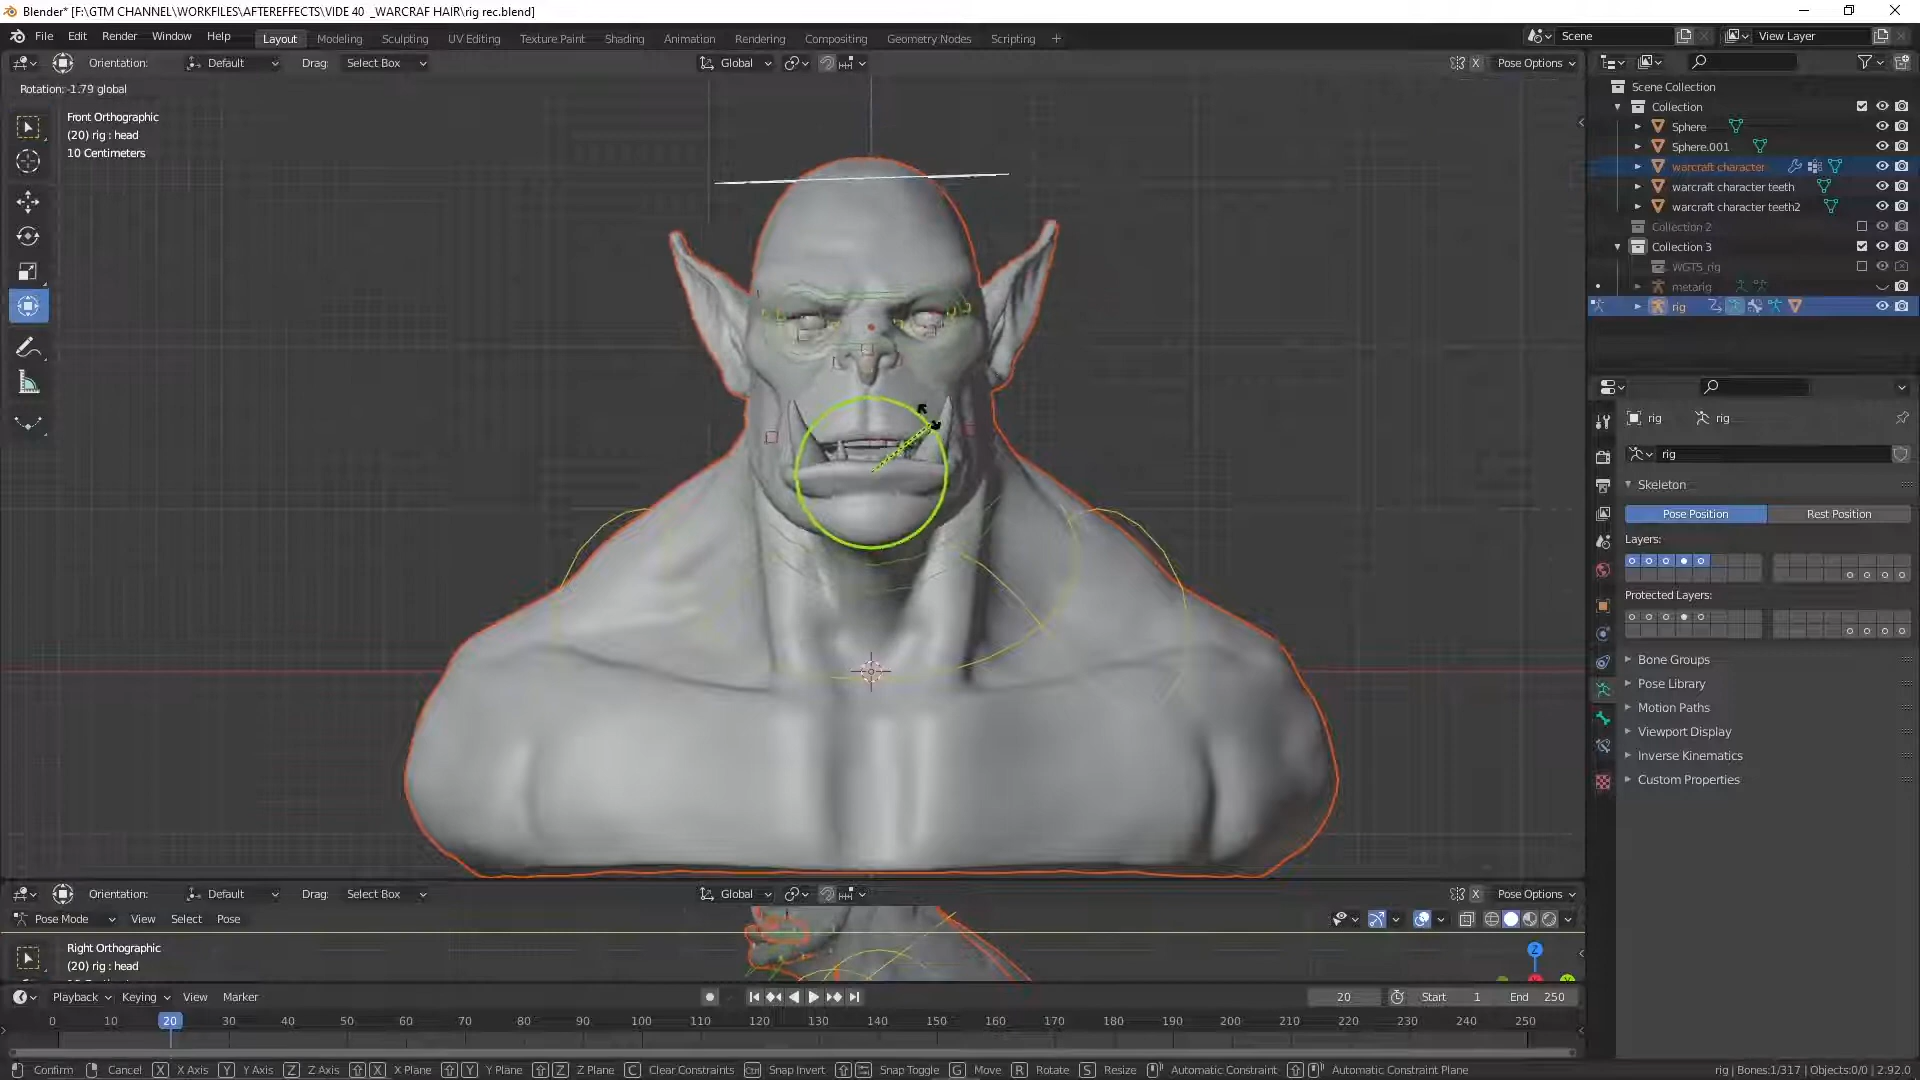 Blender* [F:\GTM CHANNEL\WORKFILES\AFTEREFFECTS\VIDE 40 _WARCRAF HAIR\rig rec.blend]
File Edit Render Window Help Layout Modeling Sculpting UV Editing Texture Paint Shading Animation Rendering Compositing Geometry Nodes Scripting + Scene View Layer
Orientation: Default Drag: Select Box Global X Pose Options
Rotation: -1.79 global
Front Orthographic
(20) rig : head
10 Centimeters
Scene Collection
Collection
Sphere
Sphere.001
warcraft character
warcraft character teeth
warcraft character teeth2
Collection 2
Collection 3
WGTS_rig
metarig
rig
rig rig
rig
Skeleton
Pose Position Rest Position
Layers:
Protected Layers:
Bone Groups
Pose Library
Motion Paths
Viewport Display
Inverse Kinematics
Custom Properties
Orientation: Default Drag: Select Box Global X Pose Options
Pose Mode View Select Pose
Right Orthographic
(20) rig : head
Z
Playback Keying View Marker 20 Start 1 End 250
0 10 20 30 40 50 60 70 80 90 100 110 120 130 140 150 160 170 180 190 200 210 220 230 240 250
Confirm Cancel X X Axis Y Y Axis Z Z Axis X X Plane Y Y Plane Z Z Plane C Clear Constraints Ctrl Snap Invert Snap Toggle G Move R Rotate S Resize Automatic Constraint Automatic Constraint Plane rig | Bones:1/317 | Objects:0/0 | 2.92.0